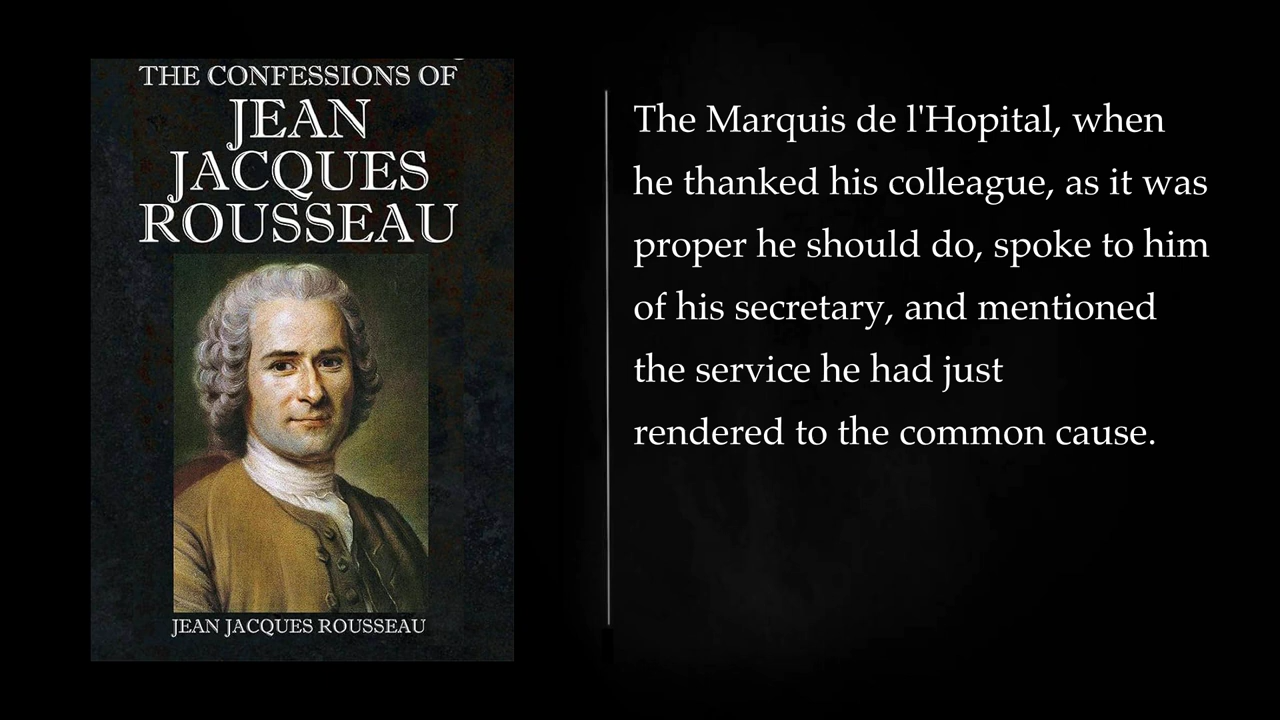 THE CONFESSIONS OF
JEAN
JACQUES
ROUSSEAU
JEAN JACQUES ROUSSEAU
The Marquis de l'Hopital, when
he thanked his colleague, as it was
proper he should do, spoke to him
of his secretary, and mentioned
the service he had just
rendered to the common cause.